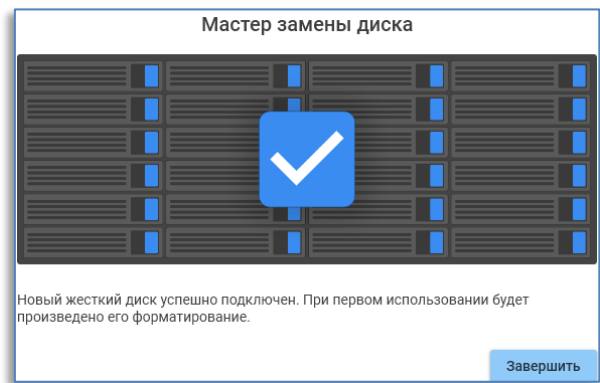 Мастер замены диска
Новый жесткий диск успешно подключен. При первом использовании будет
произведено его форматирование.
Завершить